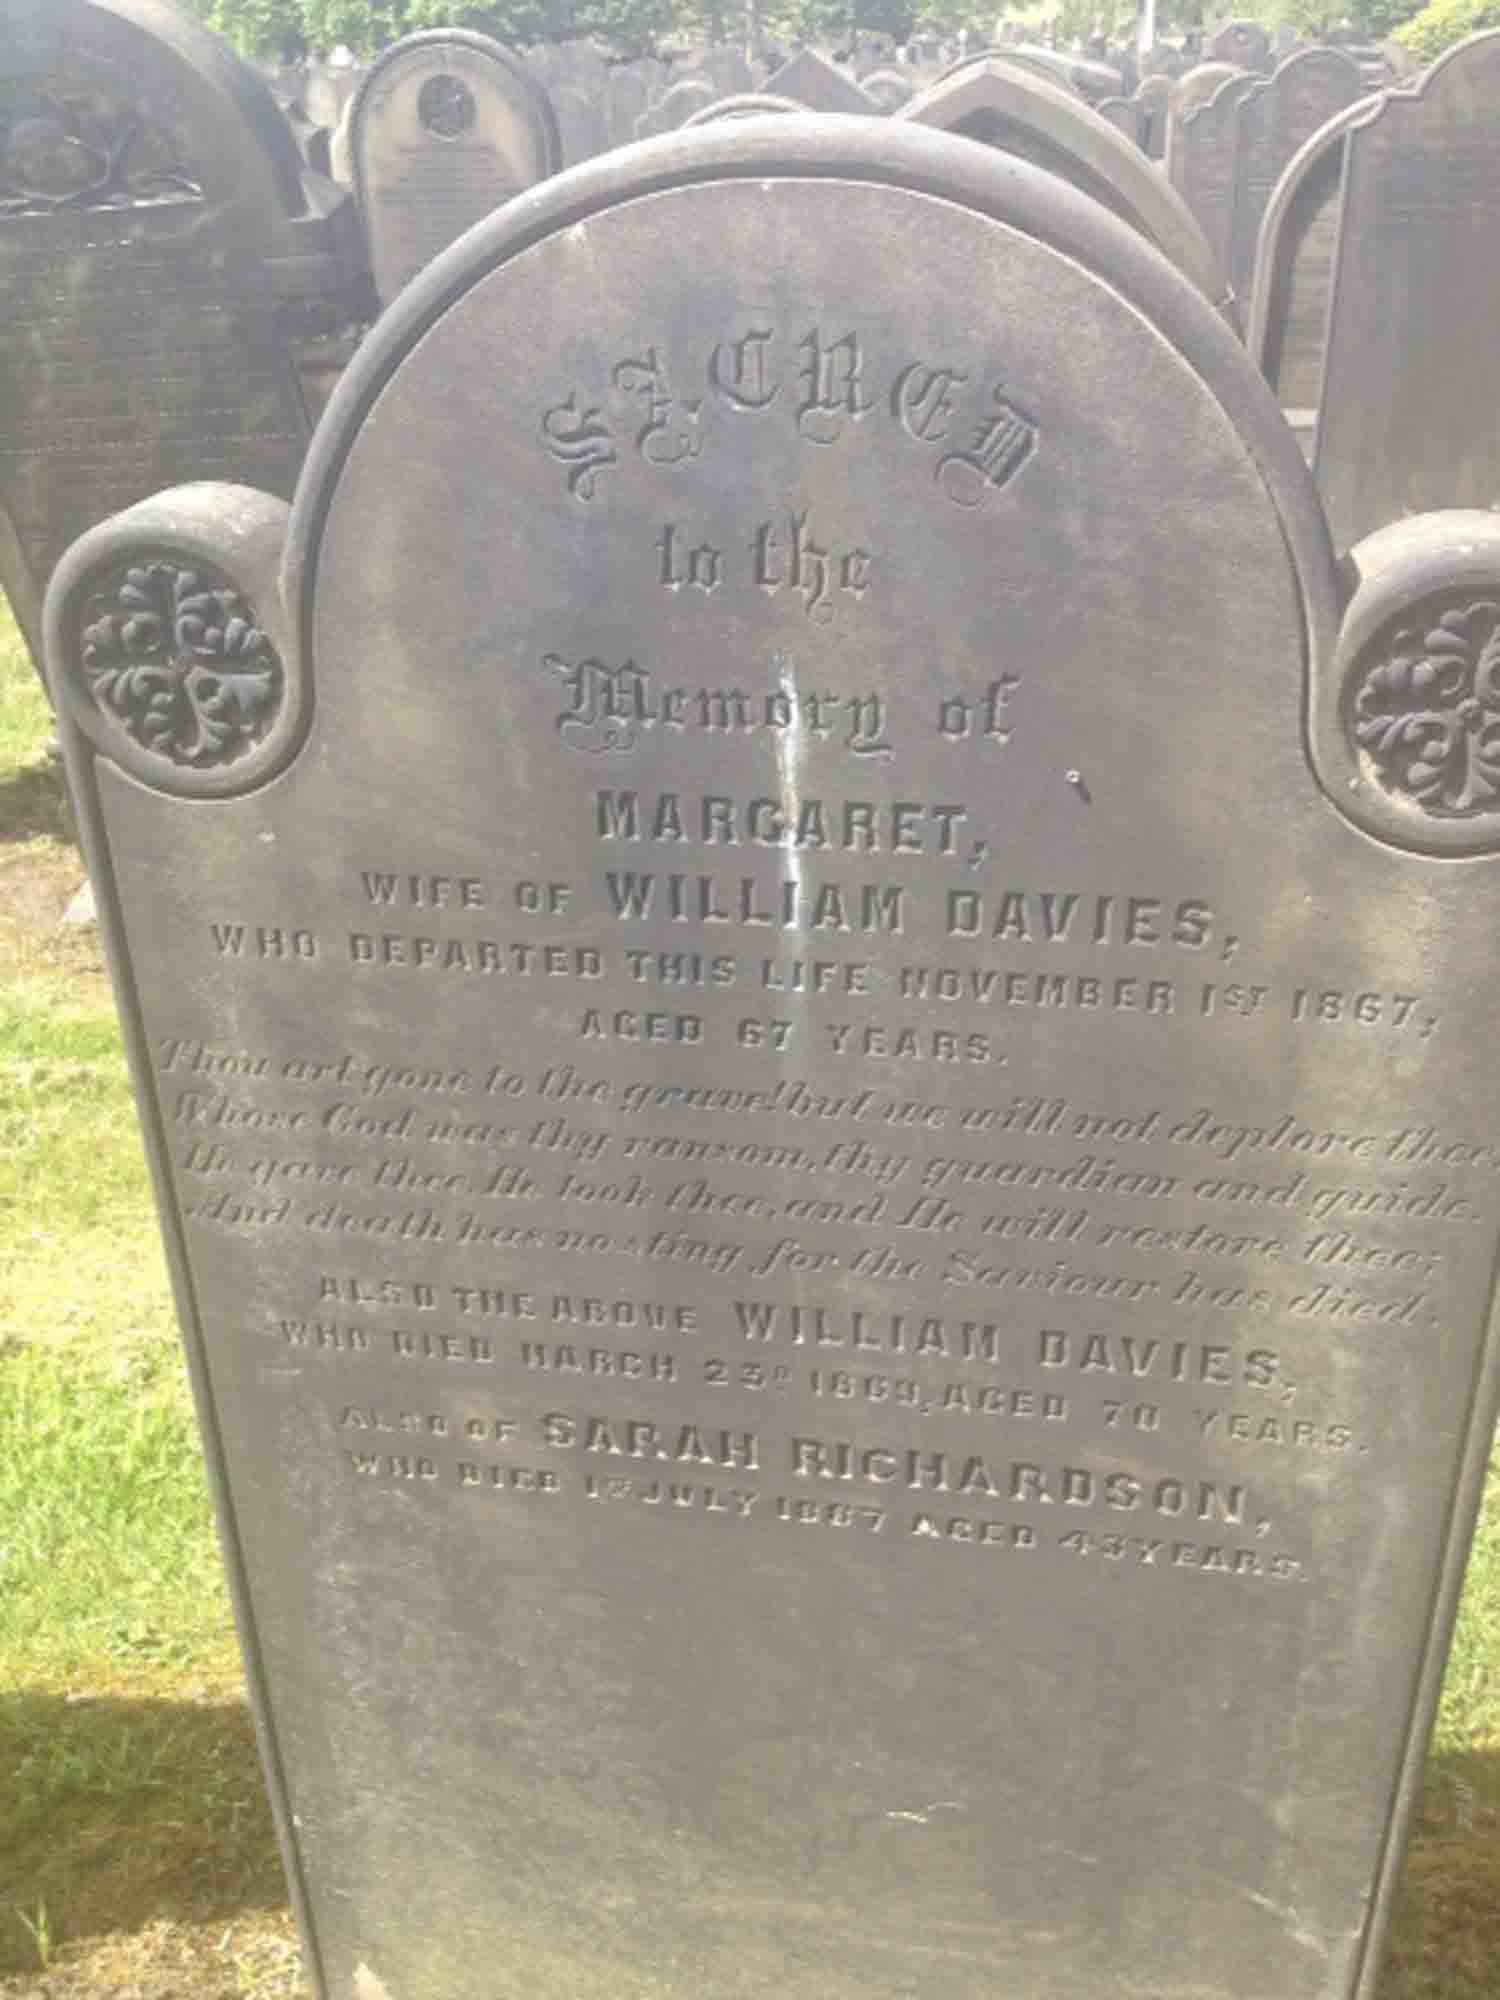 SACRED
to the
Memory of
MARGARET,
WIFE OF WILLIAM DAVIES,
WHO DEPARTED THIS LIFE NOVEMBER 1ST 1867,
AGED 67 YEARS.
Thou art gone to the grave! but we will not deplore thee.
Whose God was thy ransom, thy guardian and guide.
He gave thee, He took thee, and He will restore thee;
And death has no sting, for the Saviour has died.
ALSO THE ABOVE WILLIAM DAVIES,
WHO DIED MARCH 23D 1869, AGED 70 YEARS.
ALSO OF SARAH RICHARDSON,
WHO DIED 1ST JULY 1887 AGED 43 YEARS.